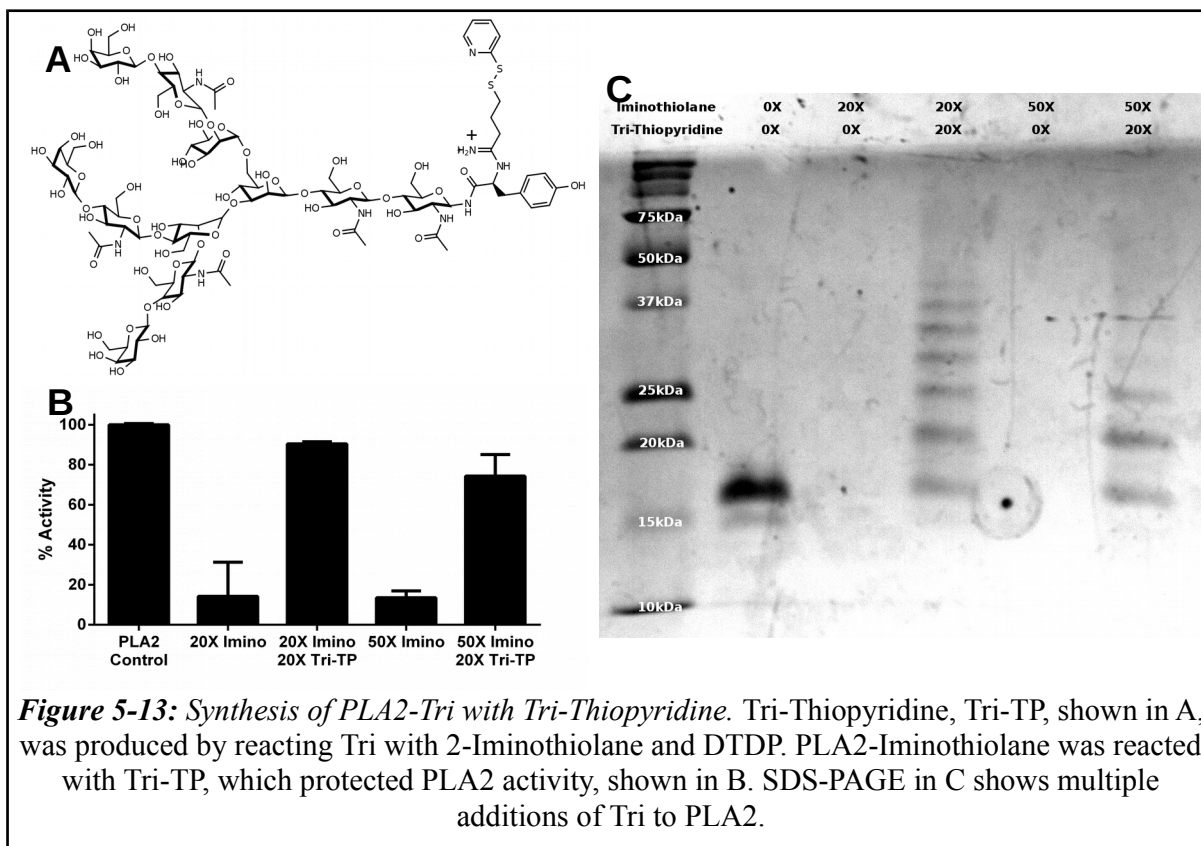 A
B
C
Iminothiolane 0X 20X 20X 50X 50X
Tri-Thiopyridine 0X 0X 20X 0X 20X
75kDa
50kDa
37kDa
25kDa
20kDa
15kDa
10kDa
% Activity
100
80
60
40
20
0
PLA2 Control
20X Imino
20X Imino 20X Tri-TP
50X Imino
50X Imino 20X Tri-TP
Figure 5-13: Synthesis of PLA2-Tri with Tri-Thiopyridine. Tri-Thiopyridine, Tri-TP, shown in A,
was produced by reacting Tri with 2-Iminothiolane and DTDP. PLA2-Iminothiolane was reacted
with Tri-TP, which protected PLA2 activity, shown in B. SDS-PAGE in C shows multiple
additions of Tri to PLA2.